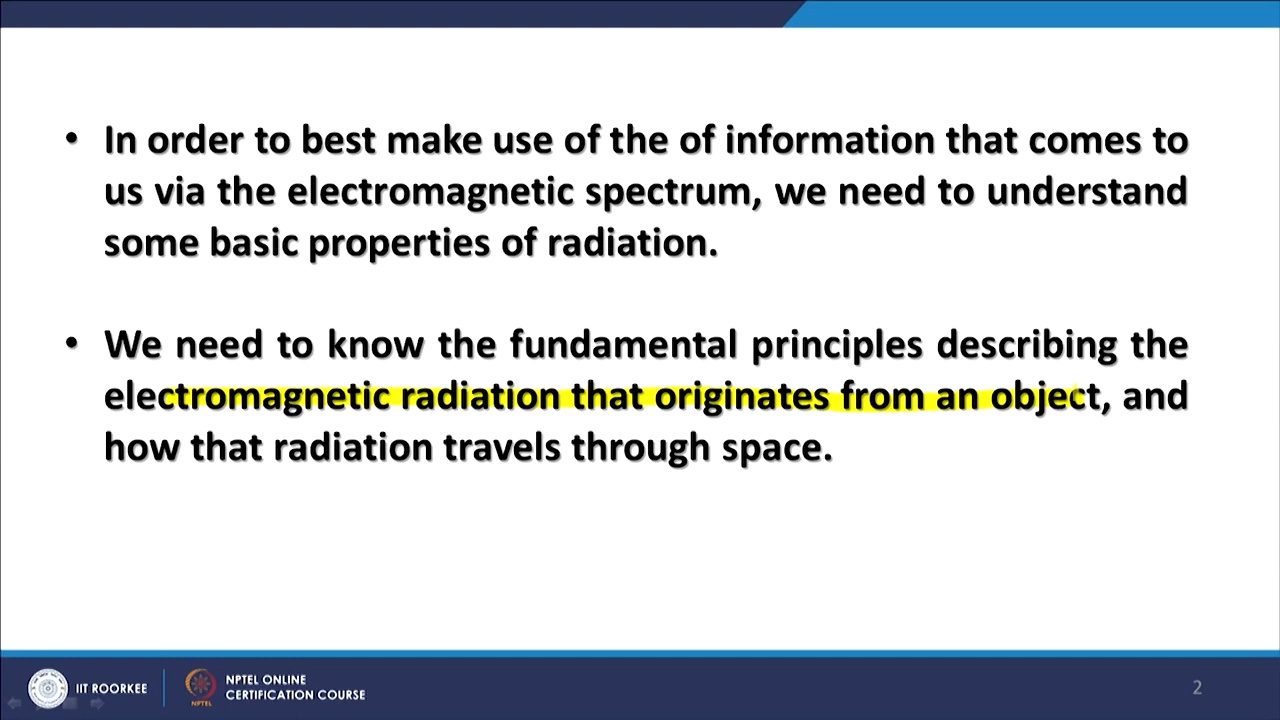 • In order to best make use of the of information that comes to
us via the electromagnetic spectrum, we need to understand
some basic properties of radiation.
• We need to know the fundamental principles describing the
electromagnetic radiation that originates from an object, and
how that radiation travels through space.
IIT ROORKEE
NPTEL
NPTEL ONLINE
CERTIFICATION COURSE
2